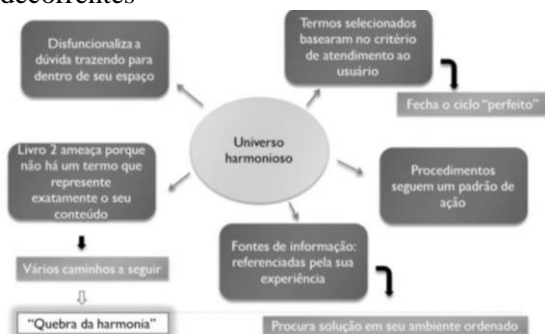 decorrentes
Disfuncionaliza a
dúvida trazendo para
dentro de seu espaço
Termos selecionados
basearam no critério
de atendimento ao
usuário
Fecha o ciclo "perfeito"
Universo
harmonioso
Livro 2 ameaça porque
não há um termo que
represente
exatamente o seu
conteúdo
Procedimentos
seguem um padrão de
ação
Fontes de informação:
referenciadas pela sua
experiência
Vários caminhos a seguir
"Quebra da harmonia"
Procura solução em seu ambiente ordenado